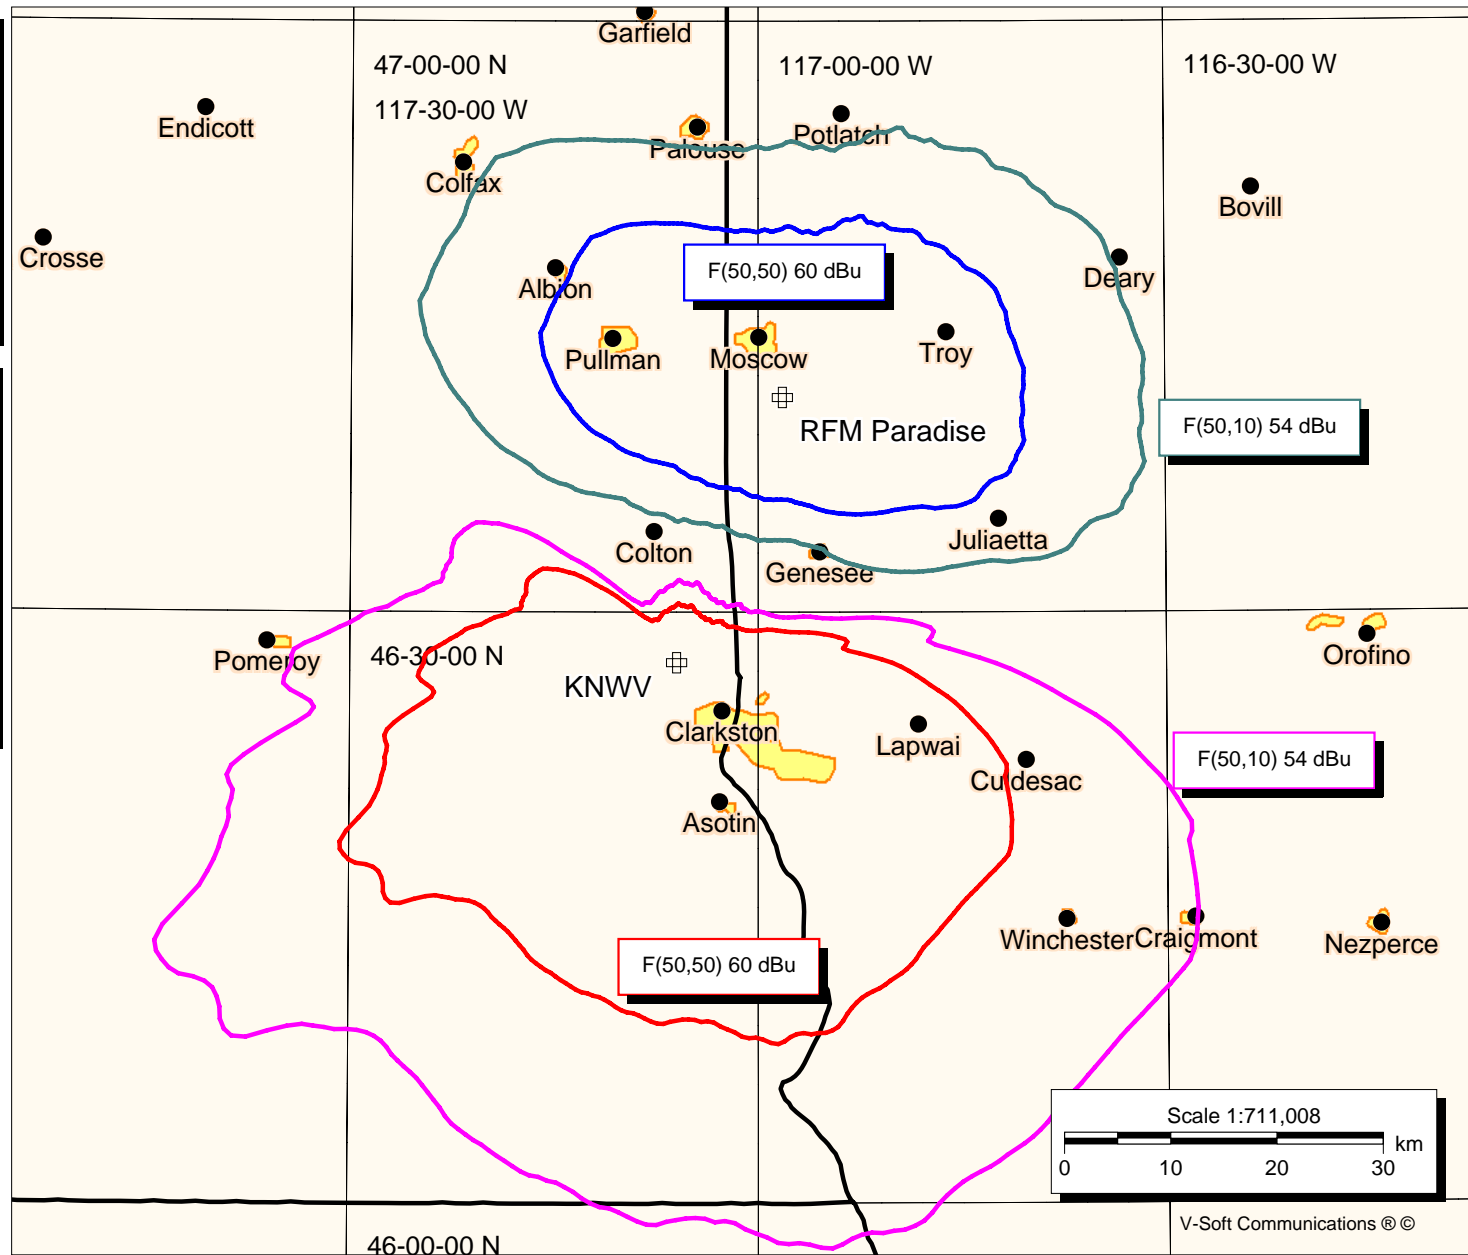 Garfield
47-00-00 N
117-00-00 W
116-30-00 W
117-30-00 W
Endicott
Palouse
Potlatch
Colfax
Bovill
Crosse
Albion
F(50,50) 60 dBu
Deary
Pullman
Moscow
Troy
RFM Paradise
F(50,10) 54 dBu
Colton
Genesee
Juliaetta
Pomeroy
46-30-00 N
Orofino
KNWV
Clarkston
Lapwai
Culdesac
F(50,10) 54 dBu
Asotin
Winchester
Craigmont
Nezperce
F(50,50) 60 dBu
Scale 1:711,008
km
0 10 20 30
V-Soft Communications ® ©
46-00-00 N